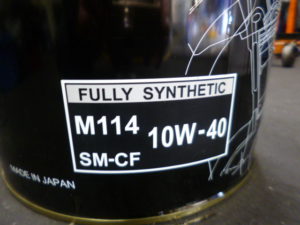 FULLY SYNTHETIC
M114 10W-40
SM-CF
MADE IN JAPAN